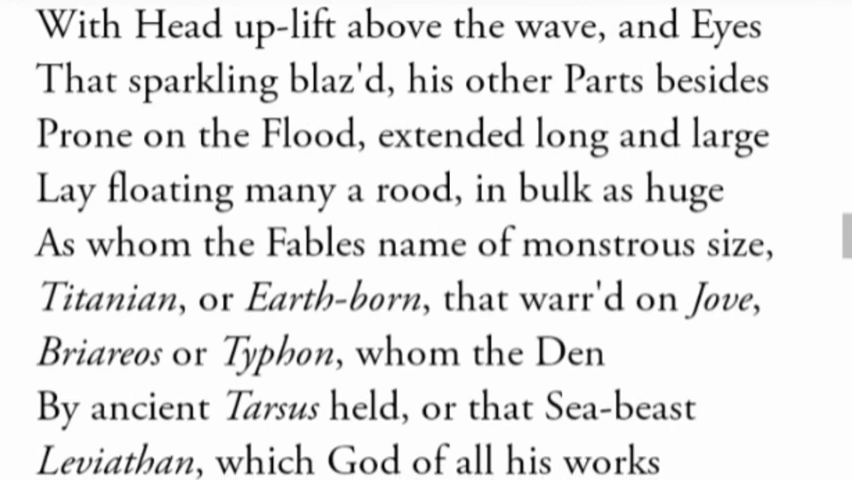 With Head up-lift above the wave, and Eyes
That sparkling blaz'd, his other Parts besides
Prone on the Flood, extended long and large
Lay floating many a rood, in bulk as huge
As whom the Fables name of monstrous size,
Titanian, or Earth-born, that warr'd on Jove,
Briareos or Typhon, whom the Den
By ancient Tarsus held, or that Sea-beast
Leviathan, which God of all his works